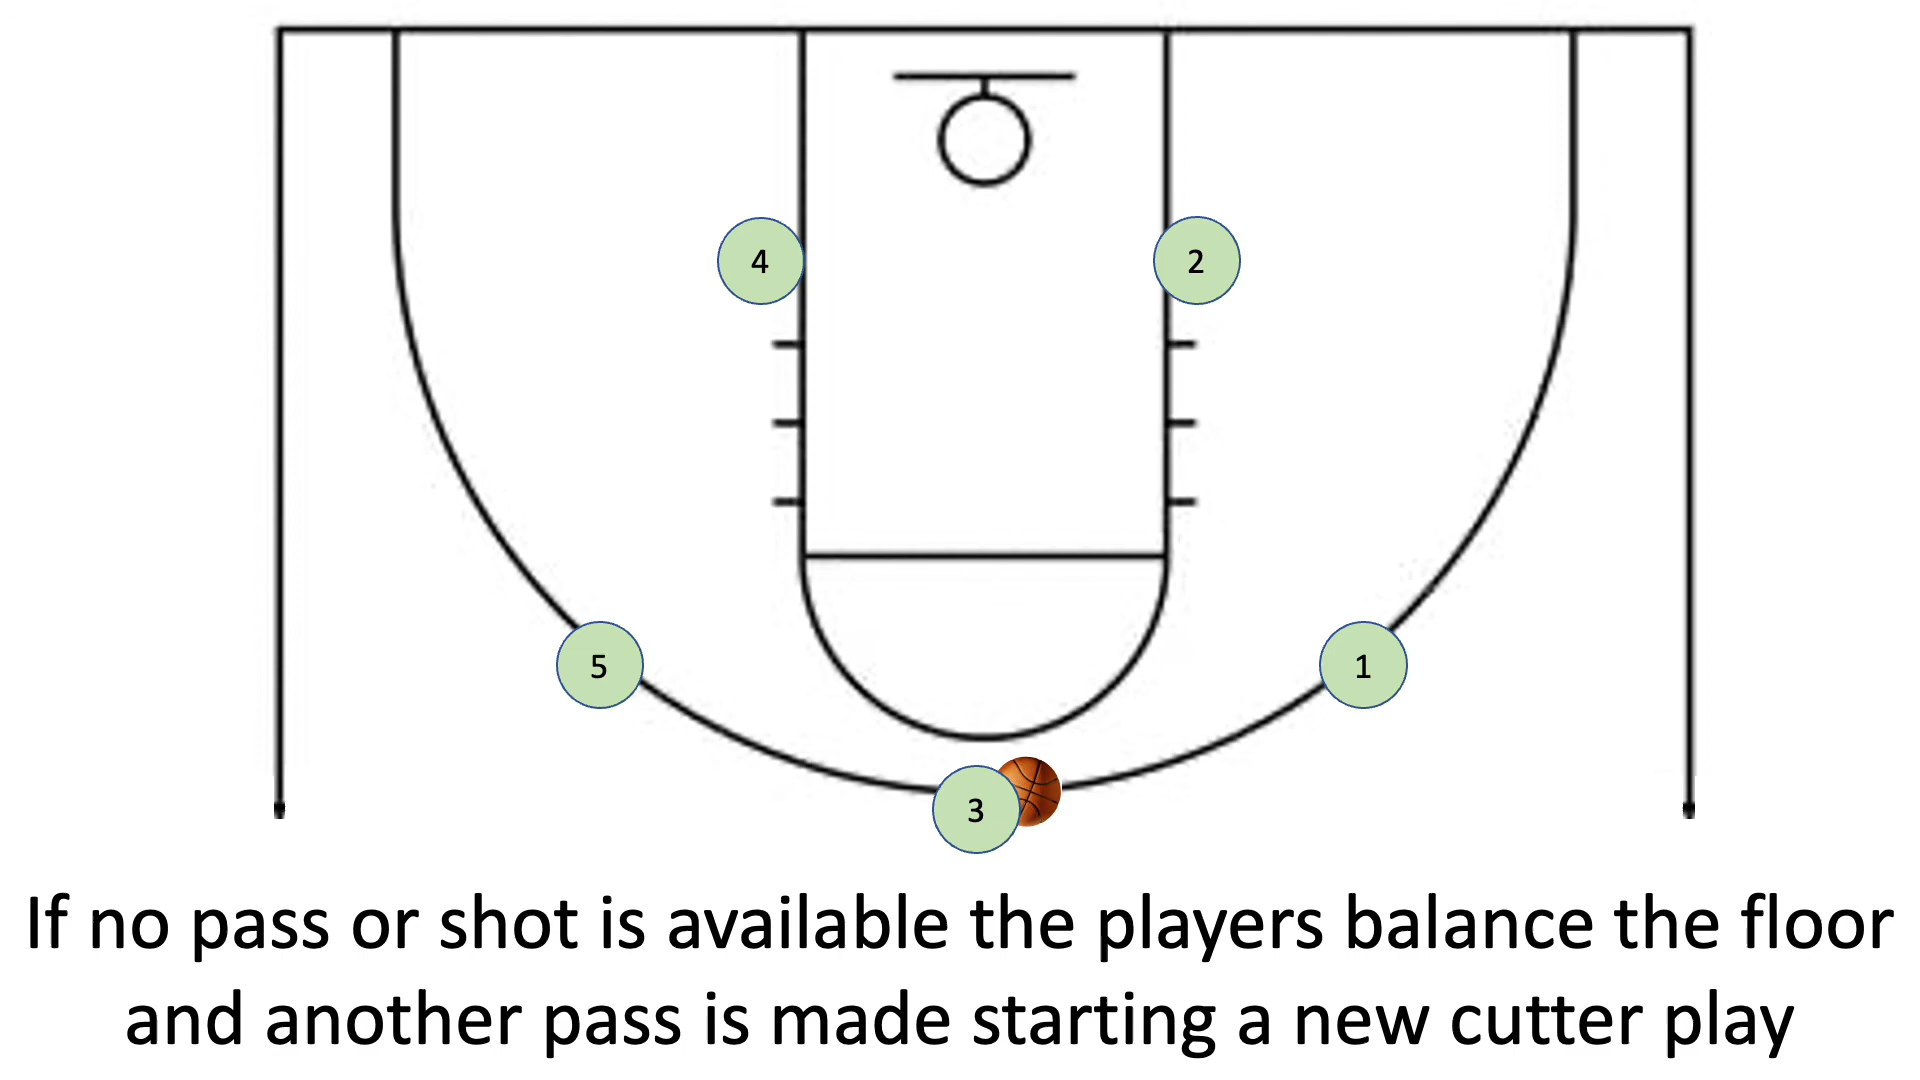 4
2
5
1
3
If no pass or shot is available the players balance the floor
and another pass is made starting a new cutter play